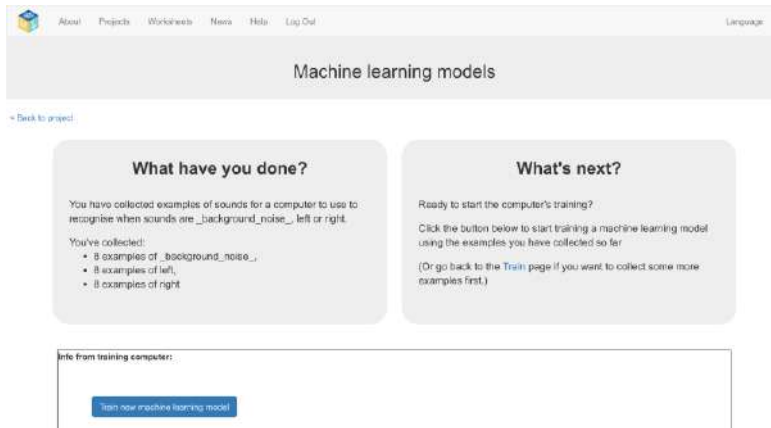 About Projects Worksheets News Help Log Out Language
Machine learning models
« Back to project
What have you done?
You have collected examples of sounds for a computer to use to
recognise when sounds are _background_noise_, left or right.
You've collected:
• 8 examples of _background_noise_,
• 8 examples of left,
• 8 examples of right
What's next?
Ready to start the computer's training?
Click the button below to start training a machine learning model
using the examples you have collected so far
(Or go back to the Train page if you want to collect some more
examples first.)
Info from training computer:
Train new machine learning model